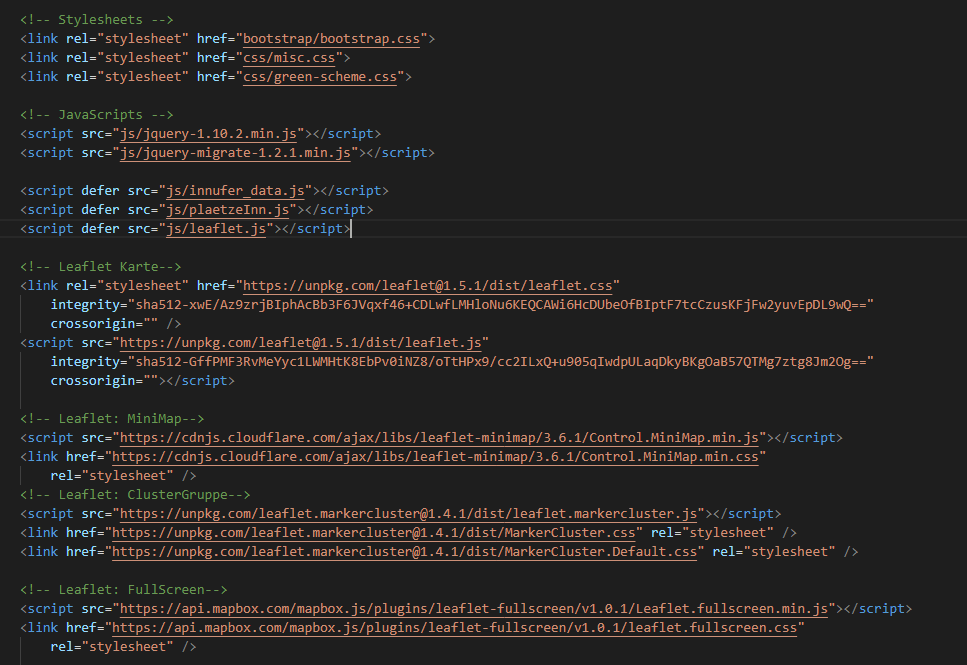 <!-- Stylesheets -->
<link rel="stylesheet" href="bootstrap/bootstrap.css">
<link rel="stylesheet" href="css/misc.css">
<link rel="stylesheet" href="css/green-scheme.css">
<!-- JavaScripts -->
<script src="js/jquery-1.10.2.min.js"></script>
<script src="js/jquery-migrate-1.2.1.min.js"></script>
<script defer src="js/innufer_data.js"></script>
<script defer src="js/plaetzeInn.js"></script>
<script defer src="js/leaflet.js"></script>
<!-- Leaflet Karte-->
<link rel="stylesheet" href="https://unpkg.com/leaflet@1.5.1/dist/leaflet.css"
integrity="sha512-xwE/Az9zrjBIphAcBb3F6JVqxf46+CDLwfLMHloNu6KEQCAWi6HcDUbeOfBIptF7tcCzusKFjFw2yuvEpDL9wQ=="
crossorigin="" />
<script src="https://unpkg.com/leaflet@1.5.1/dist/leaflet.js"
integrity="sha512-GffPMF3RvMeYyc1LWMHtK8EbPv0iNZ8/oTtHPx9/cc2ILxQ+u905qIwdpULaqDkyBKgOaB57QTMg7ztg8Jm2Og=="
crossorigin=""></script>
<!-- Leaflet: MiniMap-->
<script src="https://cdnjs.cloudflare.com/ajax/libs/leaflet-minimap/3.6.1/Control.MiniMap.min.js"></script>
<link href="https://cdnjs.cloudflare.com/ajax/libs/leaflet-minimap/3.6.1/Control.MiniMap.min.css"
rel="stylesheet" />
<!-- Leaflet: ClusterGruppe-->
<script src="https://unpkg.com/leaflet.markercluster@1.4.1/dist/leaflet.markercluster.js"></script>
<link href="https://unpkg.com/leaflet.markercluster@1.4.1/dist/MarkerCluster.css" rel="stylesheet" />
<link href="https://unpkg.com/leaflet.markercluster@1.4.1/dist/MarkerCluster.Default.css" rel="stylesheet" />
<!-- Leaflet: FullScreen-->
<script src="https://api.mapbox.com/mapbox.js/plugins/leaflet-fullscreen/v1.0.1/Leaflet.fullscreen.min.js"></script>
<link href="https://api.mapbox.com/mapbox.js/plugins/leaflet-fullscreen/v1.0.1/leaflet.fullscreen.css"
rel="stylesheet" />